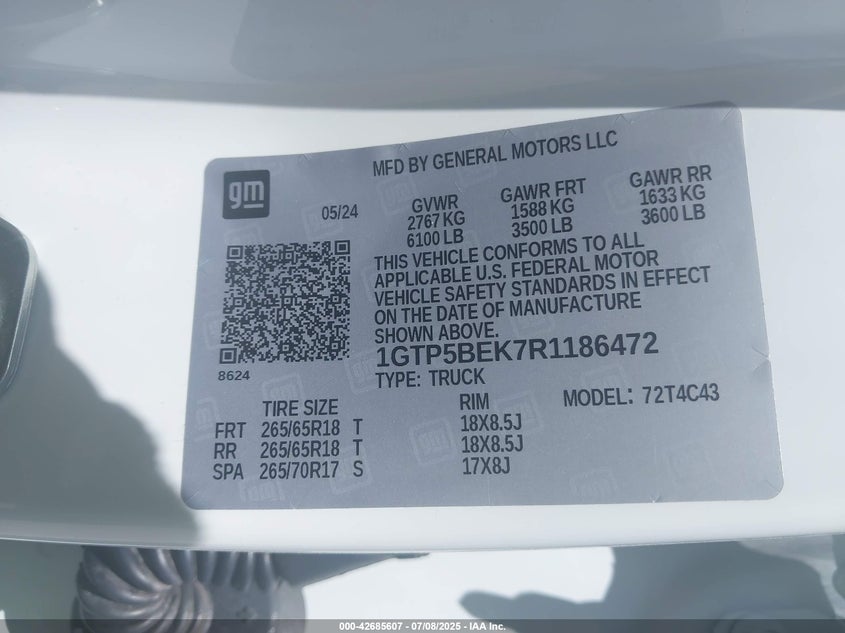 MFD BY GENERAL MOTORS LLC
gm
05/24
GVWR GAWR FRT GAWR RR
2767 KG 1588 KG 1633 KG
6100 LB 3500 LB 3600 LB
THIS VEHICLE CONFORMS TO ALL
APPLICABLE U.S. FEDERAL MOTOR
VEHICLE SAFETY STANDARDS IN EFFECT
ON THE DATE OF MANUFACTURE
SHOWN ABOVE.
8624
1GTP5BEK7R1186472
TYPE: TRUCK
MODEL: 72T4C43
TIRE SIZE RIM
FRT 265/65R18 T 18X8.5J
RR 265/65R18 T 18X8.5J
SPA 265/70R17 S 17X8J
000-42685607 - 07/08/2025 - IAA Inc.